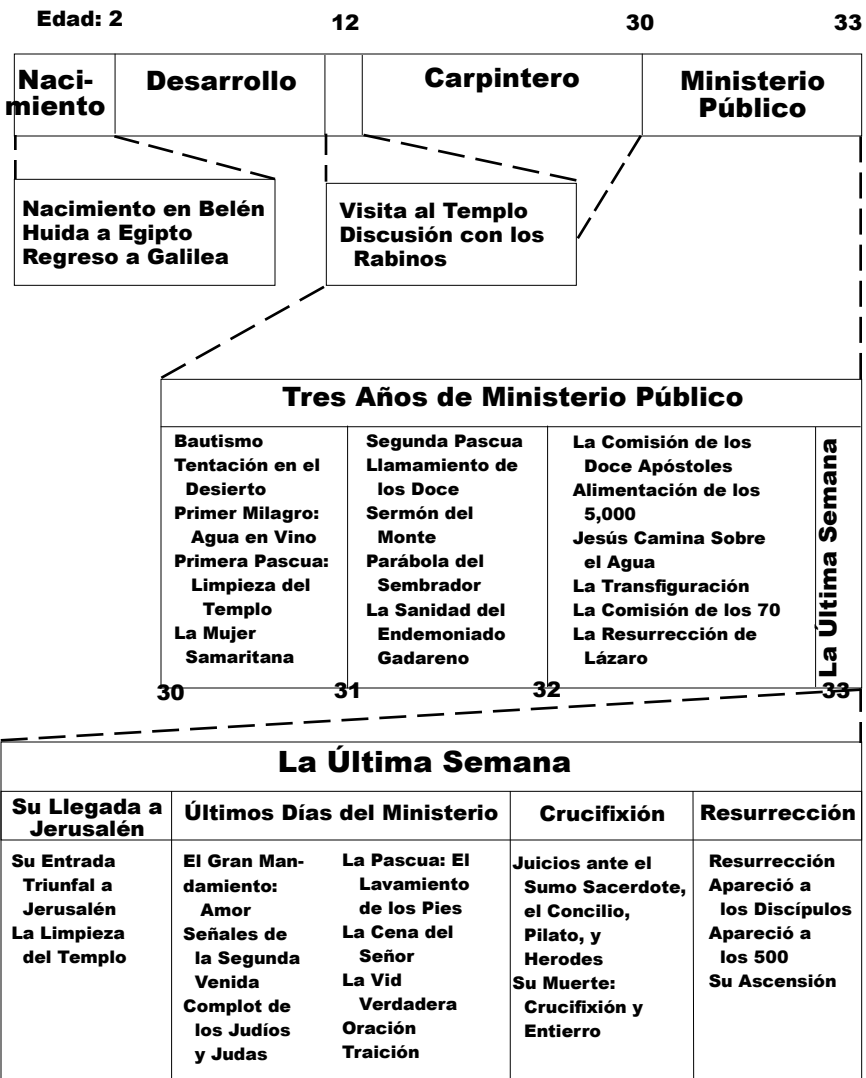 Edad: 2 12 30 33
Naci-
miento
Desarrollo
Carpintero
Ministerio
Público
Nacimiento en Belén
Huida a Egipto
Regreso a Galilea
Visita al Templo
Discusión con los
Rabinos
Tres Años de Ministerio Público
Bautismo
Tentación en el
Desierto
Primer Milagro:
Agua en Vino
Primera Pascua:
Limpieza del
Templo
La Mujer
Samaritana
Segunda Pascua
Llamamiento de
los Doce
Sermón del
Monte
Parábola del
Sembrador
La Sanidad del
Endemoniado
Gadareno
La Comisión de los
Doce Apóstoles
Alimentación de los
5,000
Jesús Camina Sobre
el Agua
La Transfiguración
La Comisión de los 70
La Resurrección de
Lázaro
La Última Semana
30 31 32 33
La Última Semana
Su Llegada a
Jerusalén
Su Entrada
Triunfal a
Jerusalén
La Limpieza
del Templo
Últimos Días del Ministerio
El Gran Man-
damiento:
Amor
Señales de
la Segunda
Venida
Complot de
los Judíos
y Judas
La Pascua: El
Lavamiento
de los Pies
La Cena del
Señor
La Vid
Verdadera
Oración
Traición
Crucifixión
Juicios ante el
Sumo Sacerdote,
el Concilio,
Pilato, y
Herodes
Su Muerte:
Crucifixión y
Entierro
Resurrección
Resurrección
Apareció a
los Discípulos
Apareció a
los 500
Su Ascensión